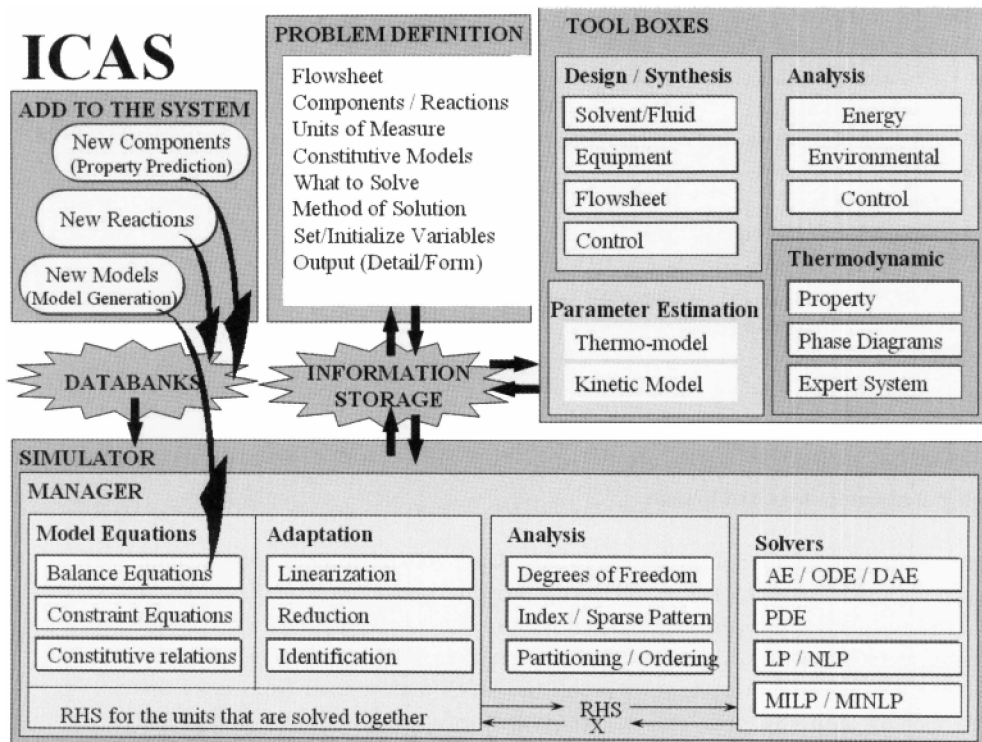 ICAS
ADD TO THE SYSTEM
New Components
(Property Prediction)
New Reactions
New Models
(Model Generation)
DATABANKS
PROBLEM DEFINITION
Flowsheet
Components / Reactions
Units of Measure
Constitutive Models
What to Solve
Method of Solution
Set/Initialize Variables
Output (Detail/Form)
INFORMATION
STORAGE
TOOL BOXES
Design / Synthesis
Solvent/Fluid
Equipment
Flowsheet
Control
Analysis
Energy
Environmental
Control
Parameter Estimation
Thermo-model
Kinetic Model
Thermodynamic
Property
Phase Diagrams
Expert System
SIMULATOR
MANAGER
Model Equations
Balance Equations
Constraint Equations
Constitutive relations
Adaptation
Linearization
Reduction
Identification
RHS for the units that are solved together
Analysis
Degrees of Freedom
Index / Sparse Pattern
Partitioning / Ordering
RHS
X
Solvers
AE / ODE / DAE
PDE
LP / NLP
MILP / MINLP